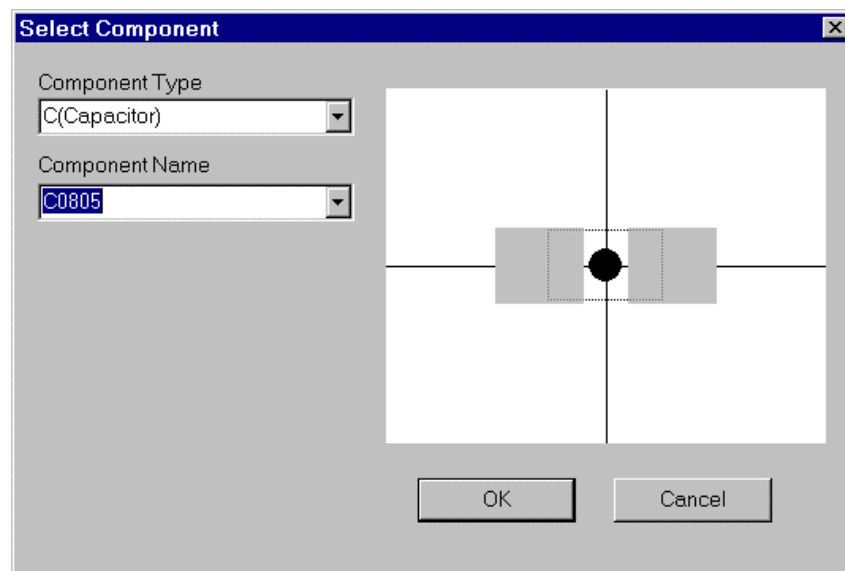 Select Component
Component Type
C(Capacitor)
Component Name
C0805
OK
Cancel